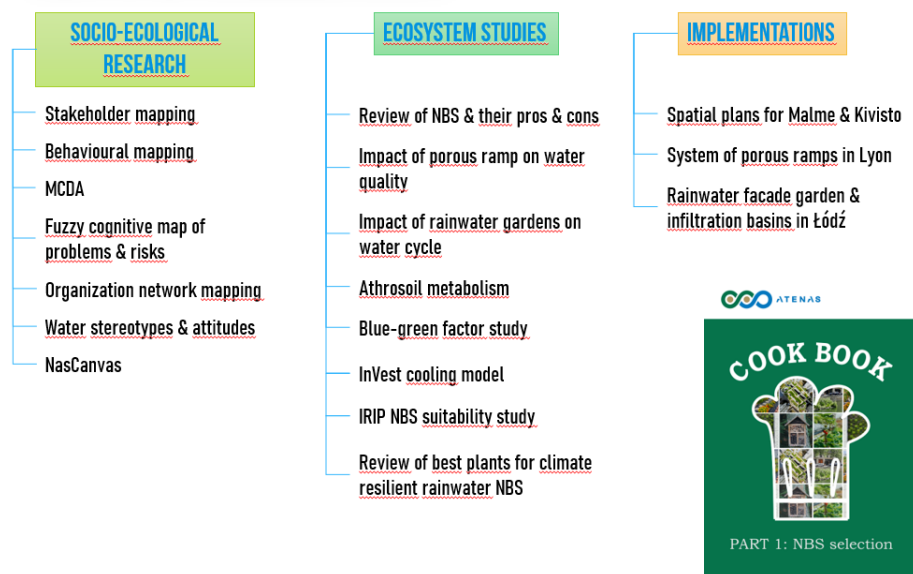 SOCIO-ECOLOGICAL
RESEARCH
Stakeholder mapping
Behavioural mapping
MCDA
Fuzzy cognitive map of
problems & risks
Organization network mapping
Water stereotypes & attitudes
NasCanvas
ECOSYSTEM STUDIES
Review of NBS & their pros & cons
Impact of porous ramp on water
quality
Impact of rainwater gardens on
water cycle
Athrosoil metabolism
Blue-green factor study
InVest cooling model
IRIP NBS suitability study
Review of best plants for climate
resilient rainwater NBS
IMPLEMENTATIONS
Spatial plans for Malme & Kivisto
System of porous ramps in Lyon
Rainwater facade garden &
infiltration basins in Łódź
ATENAS
COOK BOOK
PART 1: NBS selection